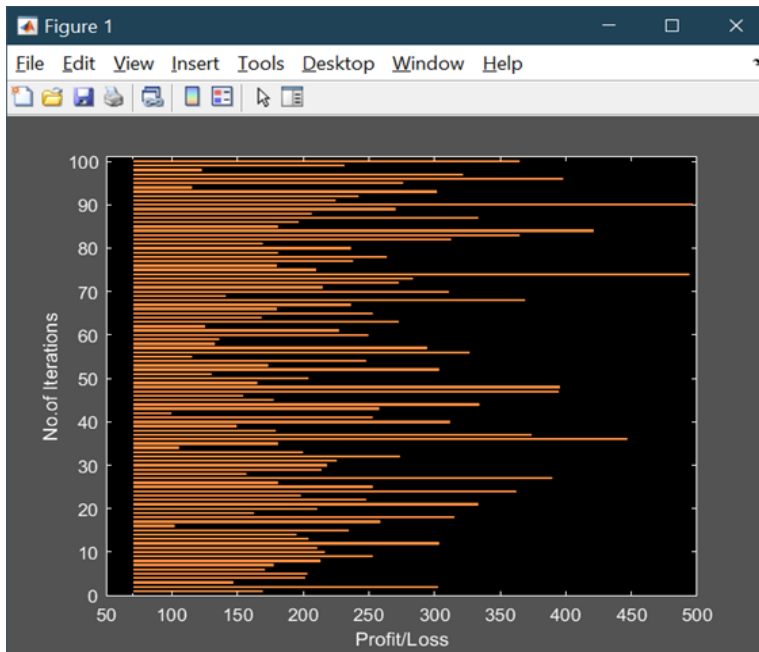 Figure 1
File Edit View Insert Tools Desktop Window Help
100
90
80
70
60
50
40
30
20
10
0
No.of Iterations
50 100 150 200 250 300 350 400 450 500
Profit/Loss